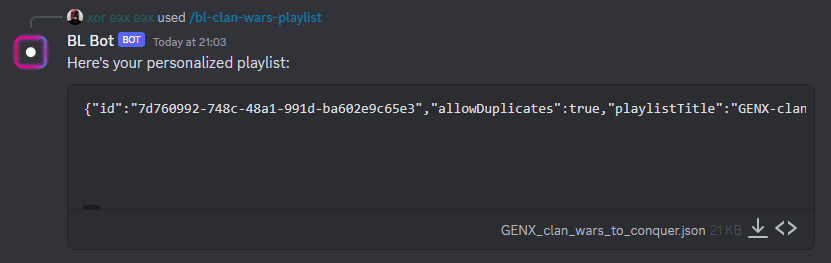 xor eax eax used /bl-clan-wars-playlist
BL Bot BOT Today at 21:03
Here's your personalized playlist:
{"id":"7d760992-748c-48a1-991d-ba602e9c65e3","allowDuplicates":true,"playlistTitle":"GENX-clan
GENX_clan_wars_to_conquer.json 21 KB